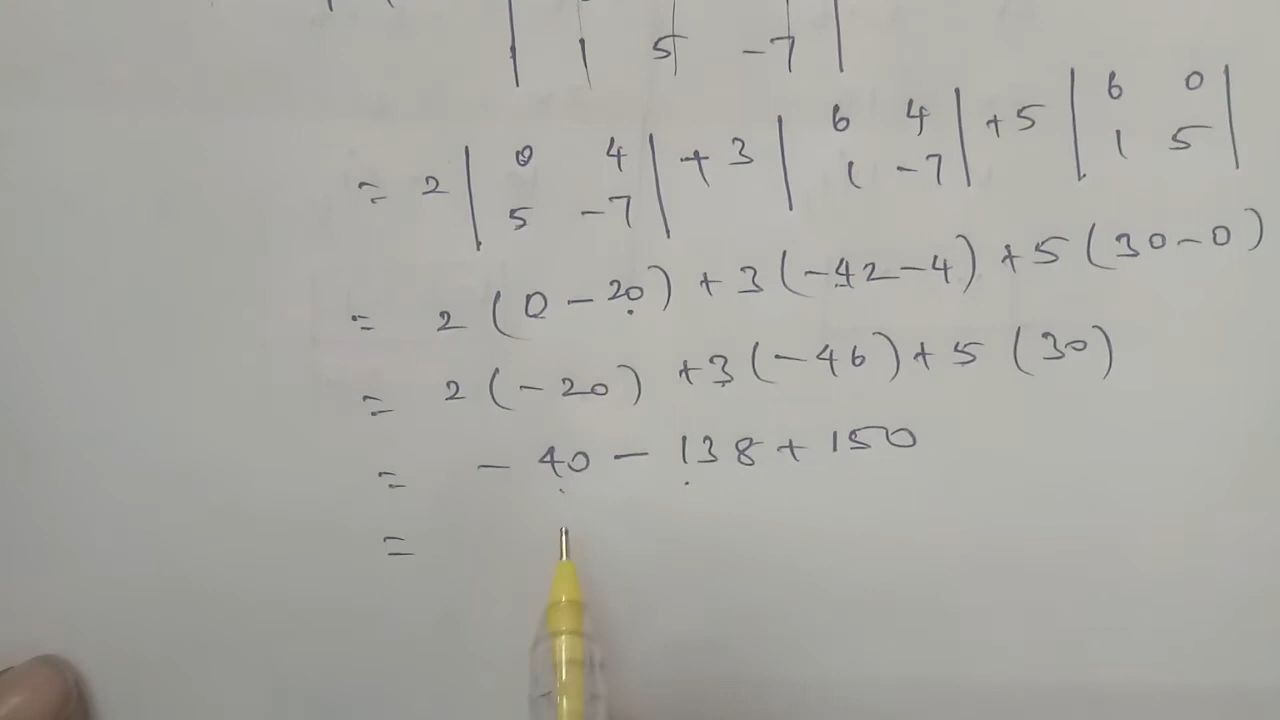 | 1 5 -7 |
= 2 | 0 4 | + 3 | 6 4 | + 5 | 6 0 |
| 5 -7 | | 1 -7 | | 1 5 |
= 2 (0 - 20) + 3 (-42 - 4) + 5 (30 - 0)
= 2 (-20) + 3 (-46) + 5 (30)
= - 40 - 138 + 150
=